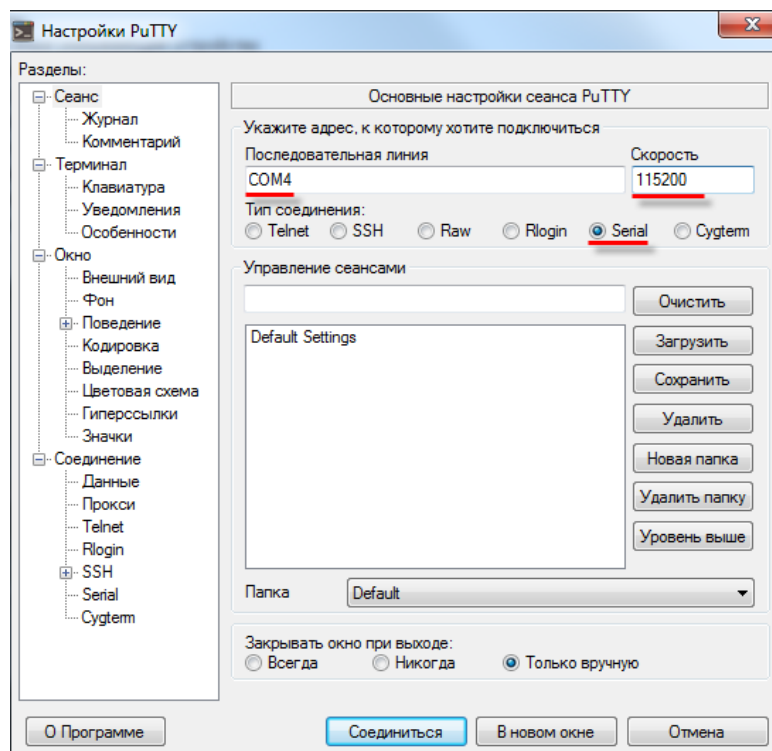 Настройки PuTTY
Разделы:
Сеанс
Журнал
Комментарий
Терминал
Клавиатура
Уведомления
Особенности
Окно
Внешний вид
Фон
Поведение
Кодировка
Выделение
Цветовая схема
Гиперссылки
Значки
Соединение
Данные
Прокси
Telnet
Rlogin
SSH
Serial
Cygterm
Основные настройки сеанса PuTTY
Укажите адрес, к которому хотите подключиться
Последовательная линия Скорость
COM4 115200
Тип соединения:
Telnet SSH Raw Rlogin Serial Cygterm
Управление сеансами
Очистить
Default Settings
Загрузить
Сохранить
Удалить
Новая папка
Удалить папку
Уровень выше
Папка Default
Закрывать окно при выходе:
Всегда Никогда Только вручную
О Программе Соединиться В новом окне Отмена